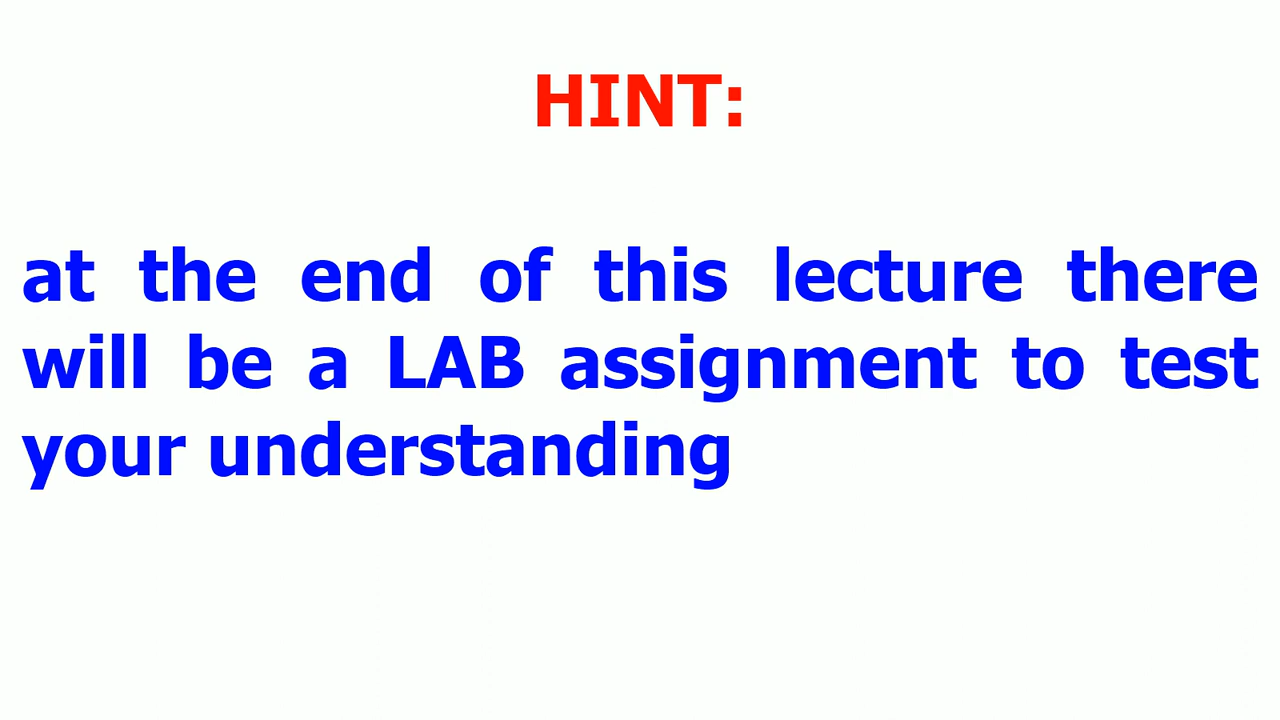 HINT:
at the end of this lecture there
will be a LAB assignment to test
your understanding